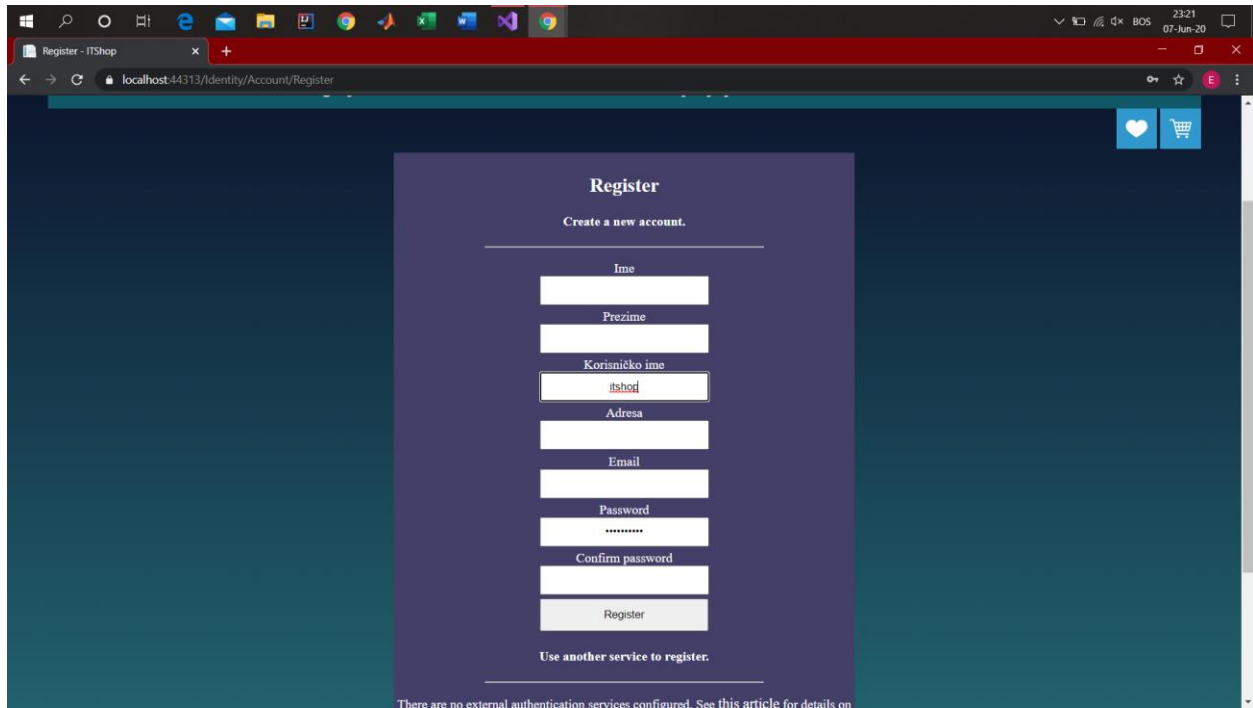 BOS
23:21
07-Jun-20
Register - ITShop
localhost:44313/Identity/Account/Register
E
Register
Create a new account.
Ime
Prezime
Korisničko ime
itshop
Adresa
Email
Password
••••••••••
Confirm password
Register
Use another service to register.
There are no external authentication services configured. See this article for details on